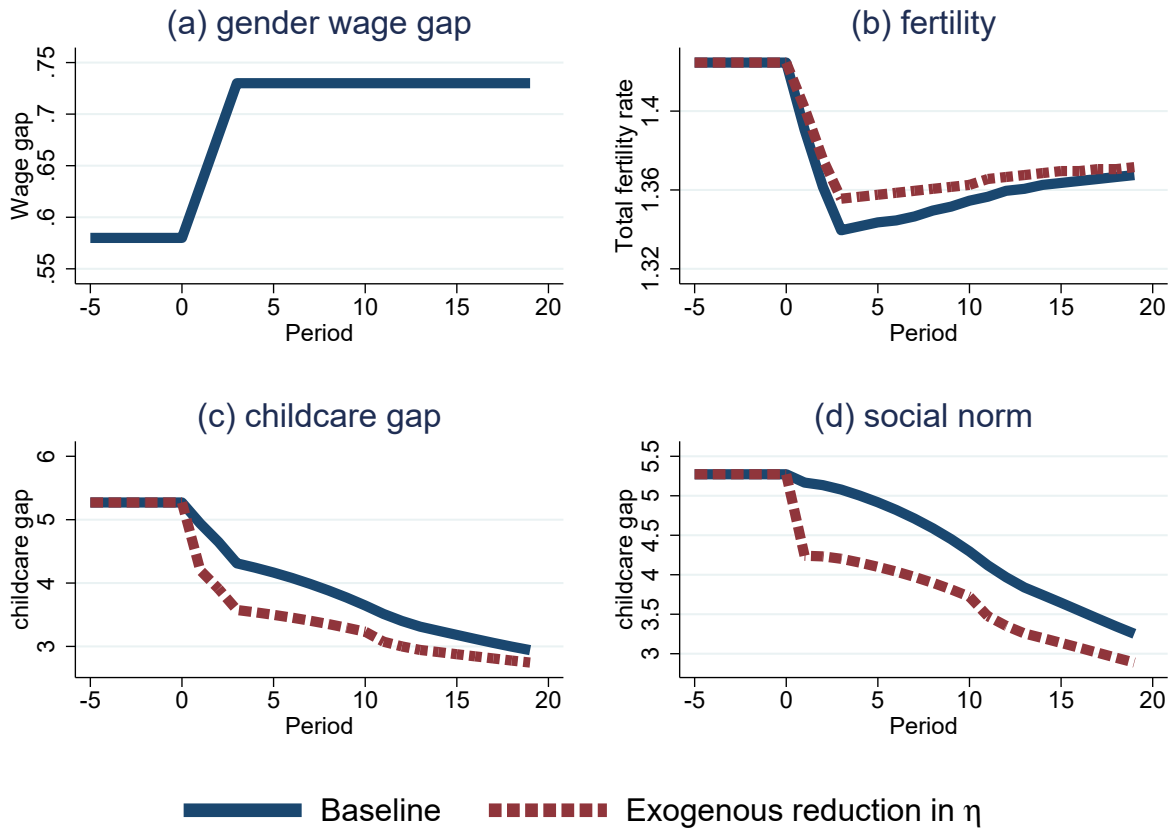 (a) gender wage gap
Wage gap
.75
.7
.65
.6
.55
-5 0 5 10 15 20
Period
(b) fertility
Total fertility rate
1.4
1.36
1.32
-5 0 5 10 15 20
Period
(c) childcare gap
childcare gap
6
5
4
3
-5 0 5 10 15 20
Period
(d) social norm
childcare gap
5.5
5
4.5
4
3.5
3
-5 0 5 10 15 20
Period
Baseline Exogenous reduction in η